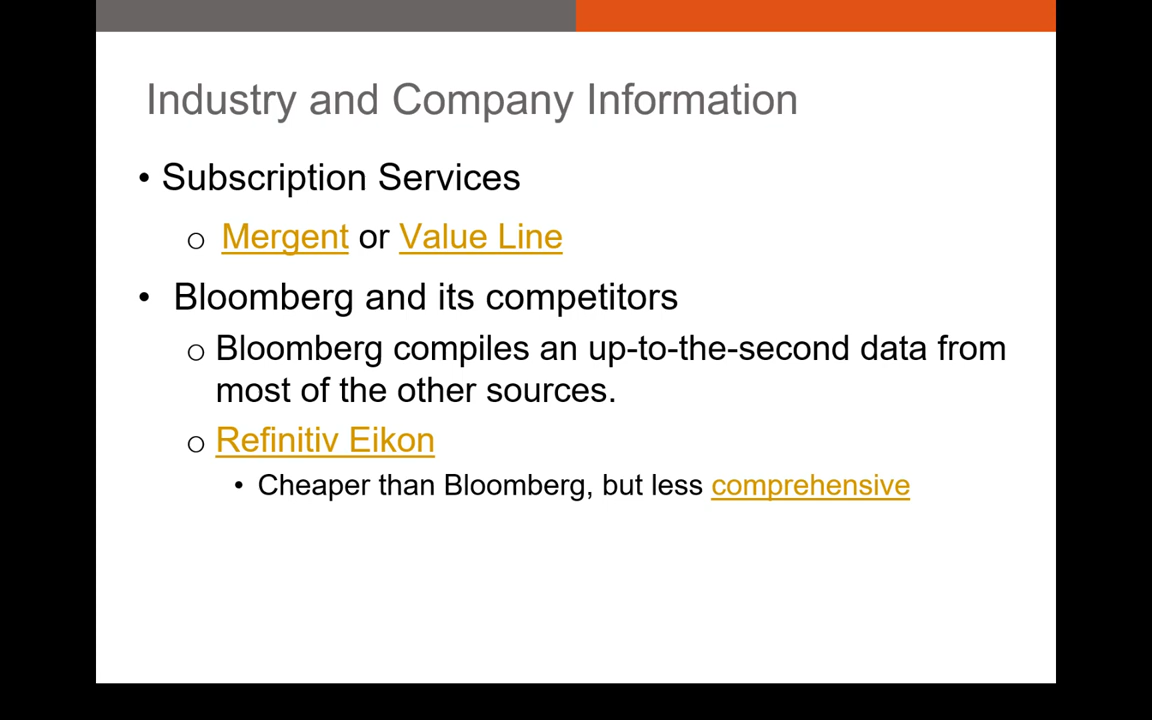 Industry and Company Information
• Subscription Services
o Mergent or Value Line
• Bloomberg and its competitors
o Bloomberg compiles an up-to-the-second data from
most of the other sources.
o Refinitiv Eikon
• Cheaper than Bloomberg, but less comprehensive